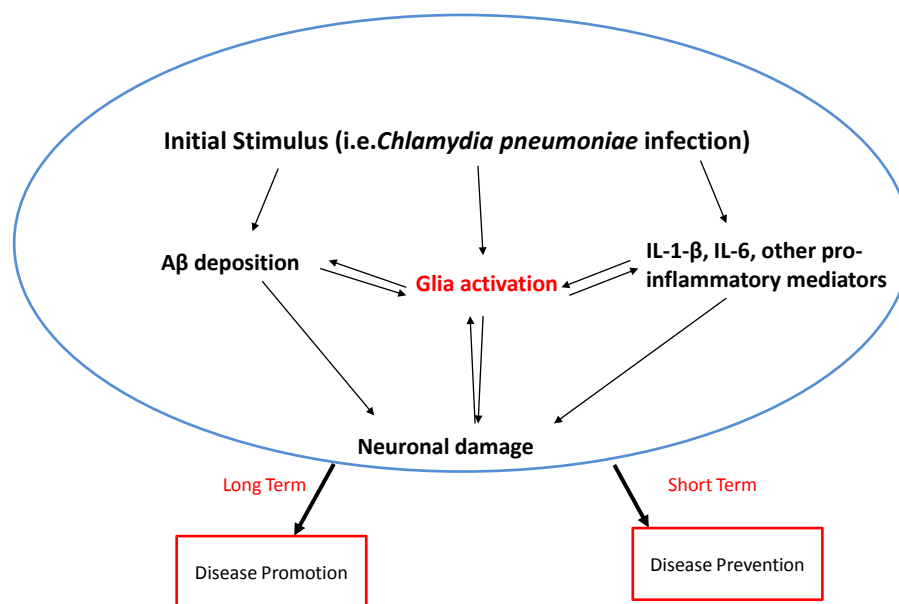 Initial Stimulus (i.e.Chlamydia pneumoniae infection)
Aβ deposition
Glia activation
IL-1-β, IL-6, other pro-
inflammatory mediators
Neuronal damage
Long Term
Short Term
Disease Promotion
Disease Prevention